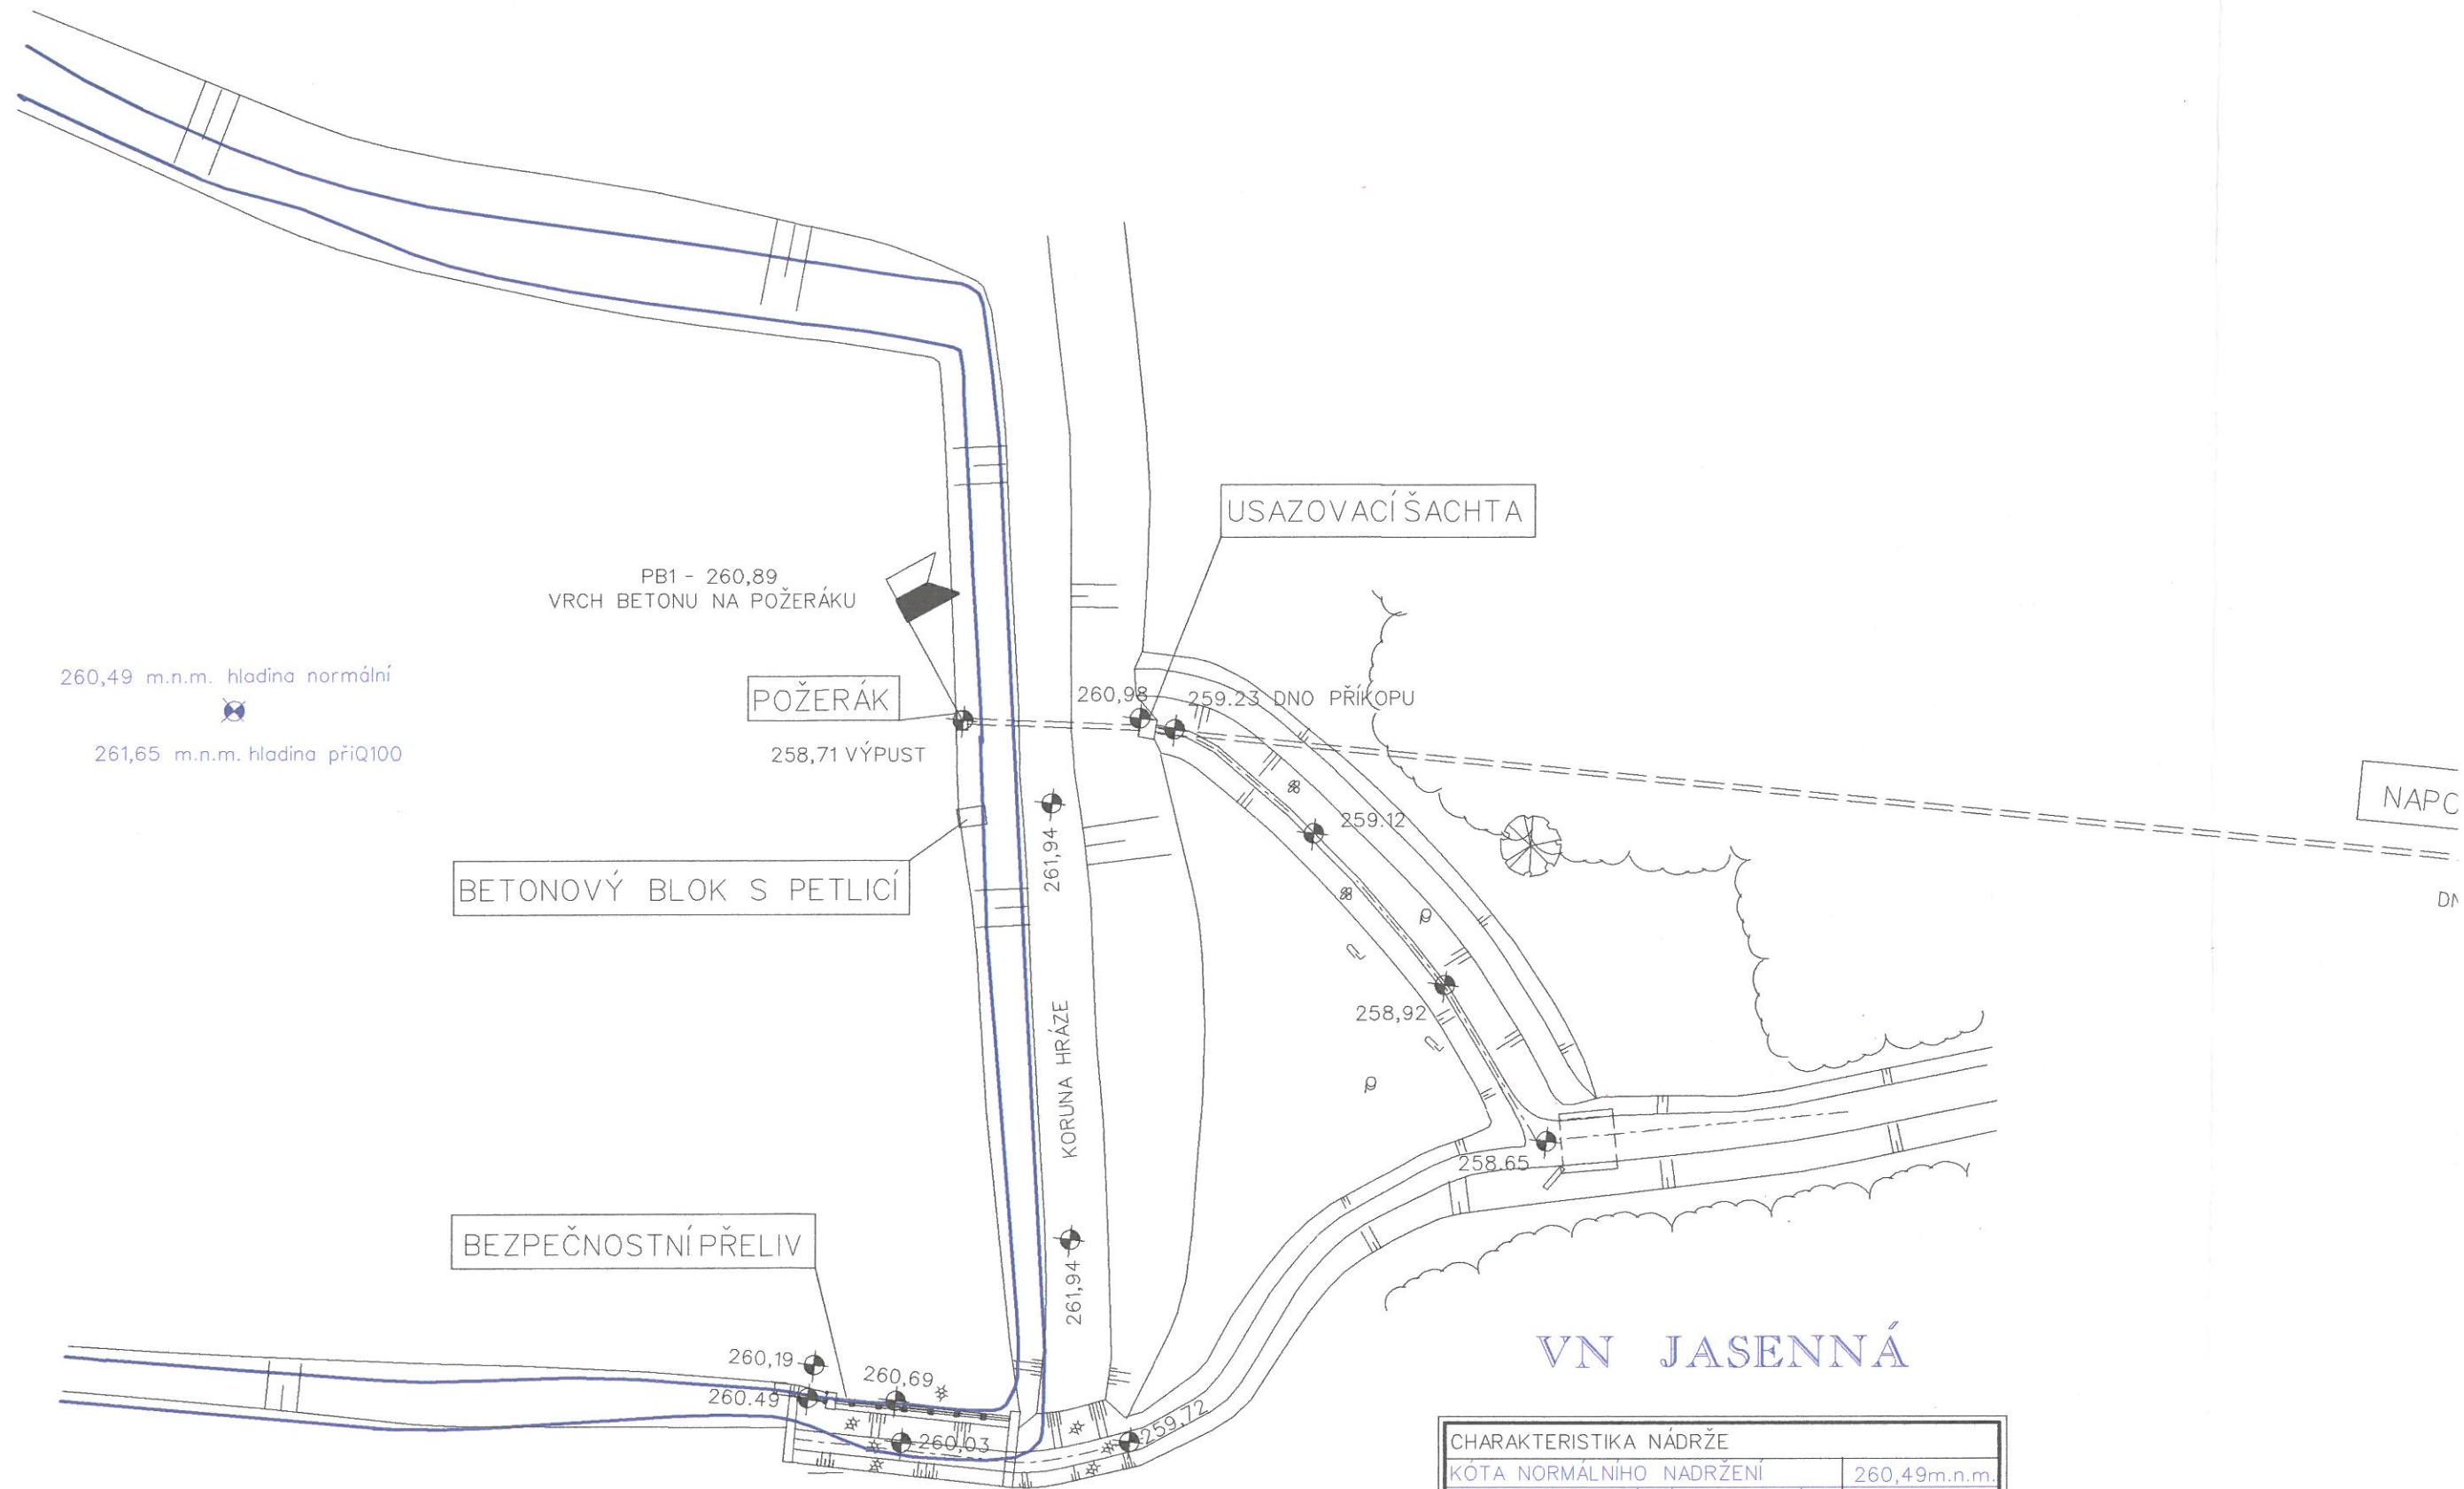 USAZOVACÍ ŠACHTA
PB1 - 260,89
VRCH BETONU NA POŽERÁKU
260,49 m.n.m. hladina normální
261,65 m.n.m. hladina přiQ100
POŽERÁK
258,71 VÝPUST
260,98
259.23 DNO PŘÍKOPU
NAPO
259.12
261,94
BETONOVÝ BLOK S PETLICÍ
258,92
KORUNA HRÁZE
258.65
BEZPEČNOSTNÍ PŘELIV
261,94
260,19
260,69
260.49
260,03
259,72
VN JASENNÁ
CHARAKTERISTIKA NÁDRŽE
KÓTA NORMÁLNÍHO NADRŽENÍ 260,49m.n.m.